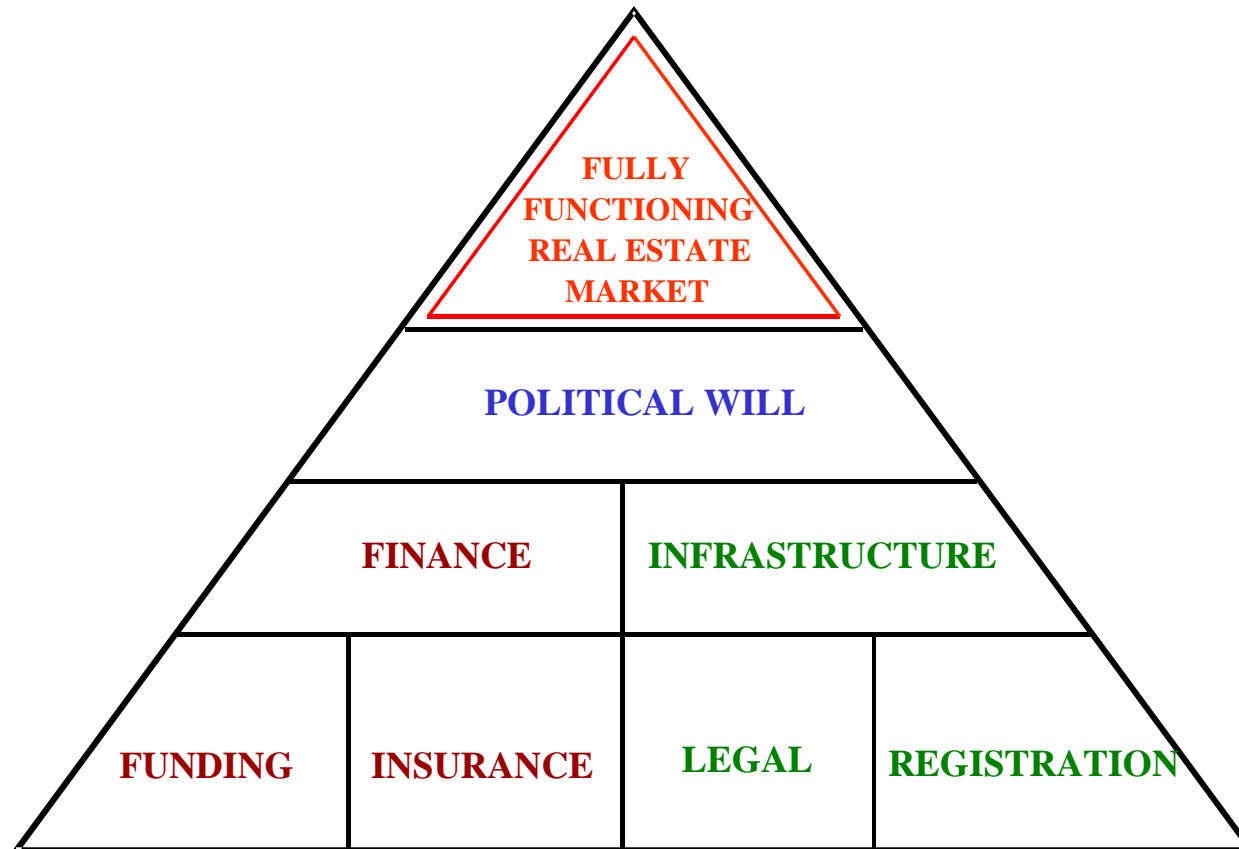 FULLY
FUNCTIONING
REAL ESTATE
MARKET
POLITICAL WILL
FINANCE
INFRASTRUCTURE
FUNDING
INSURANCE
LEGAL
REGISTRATION